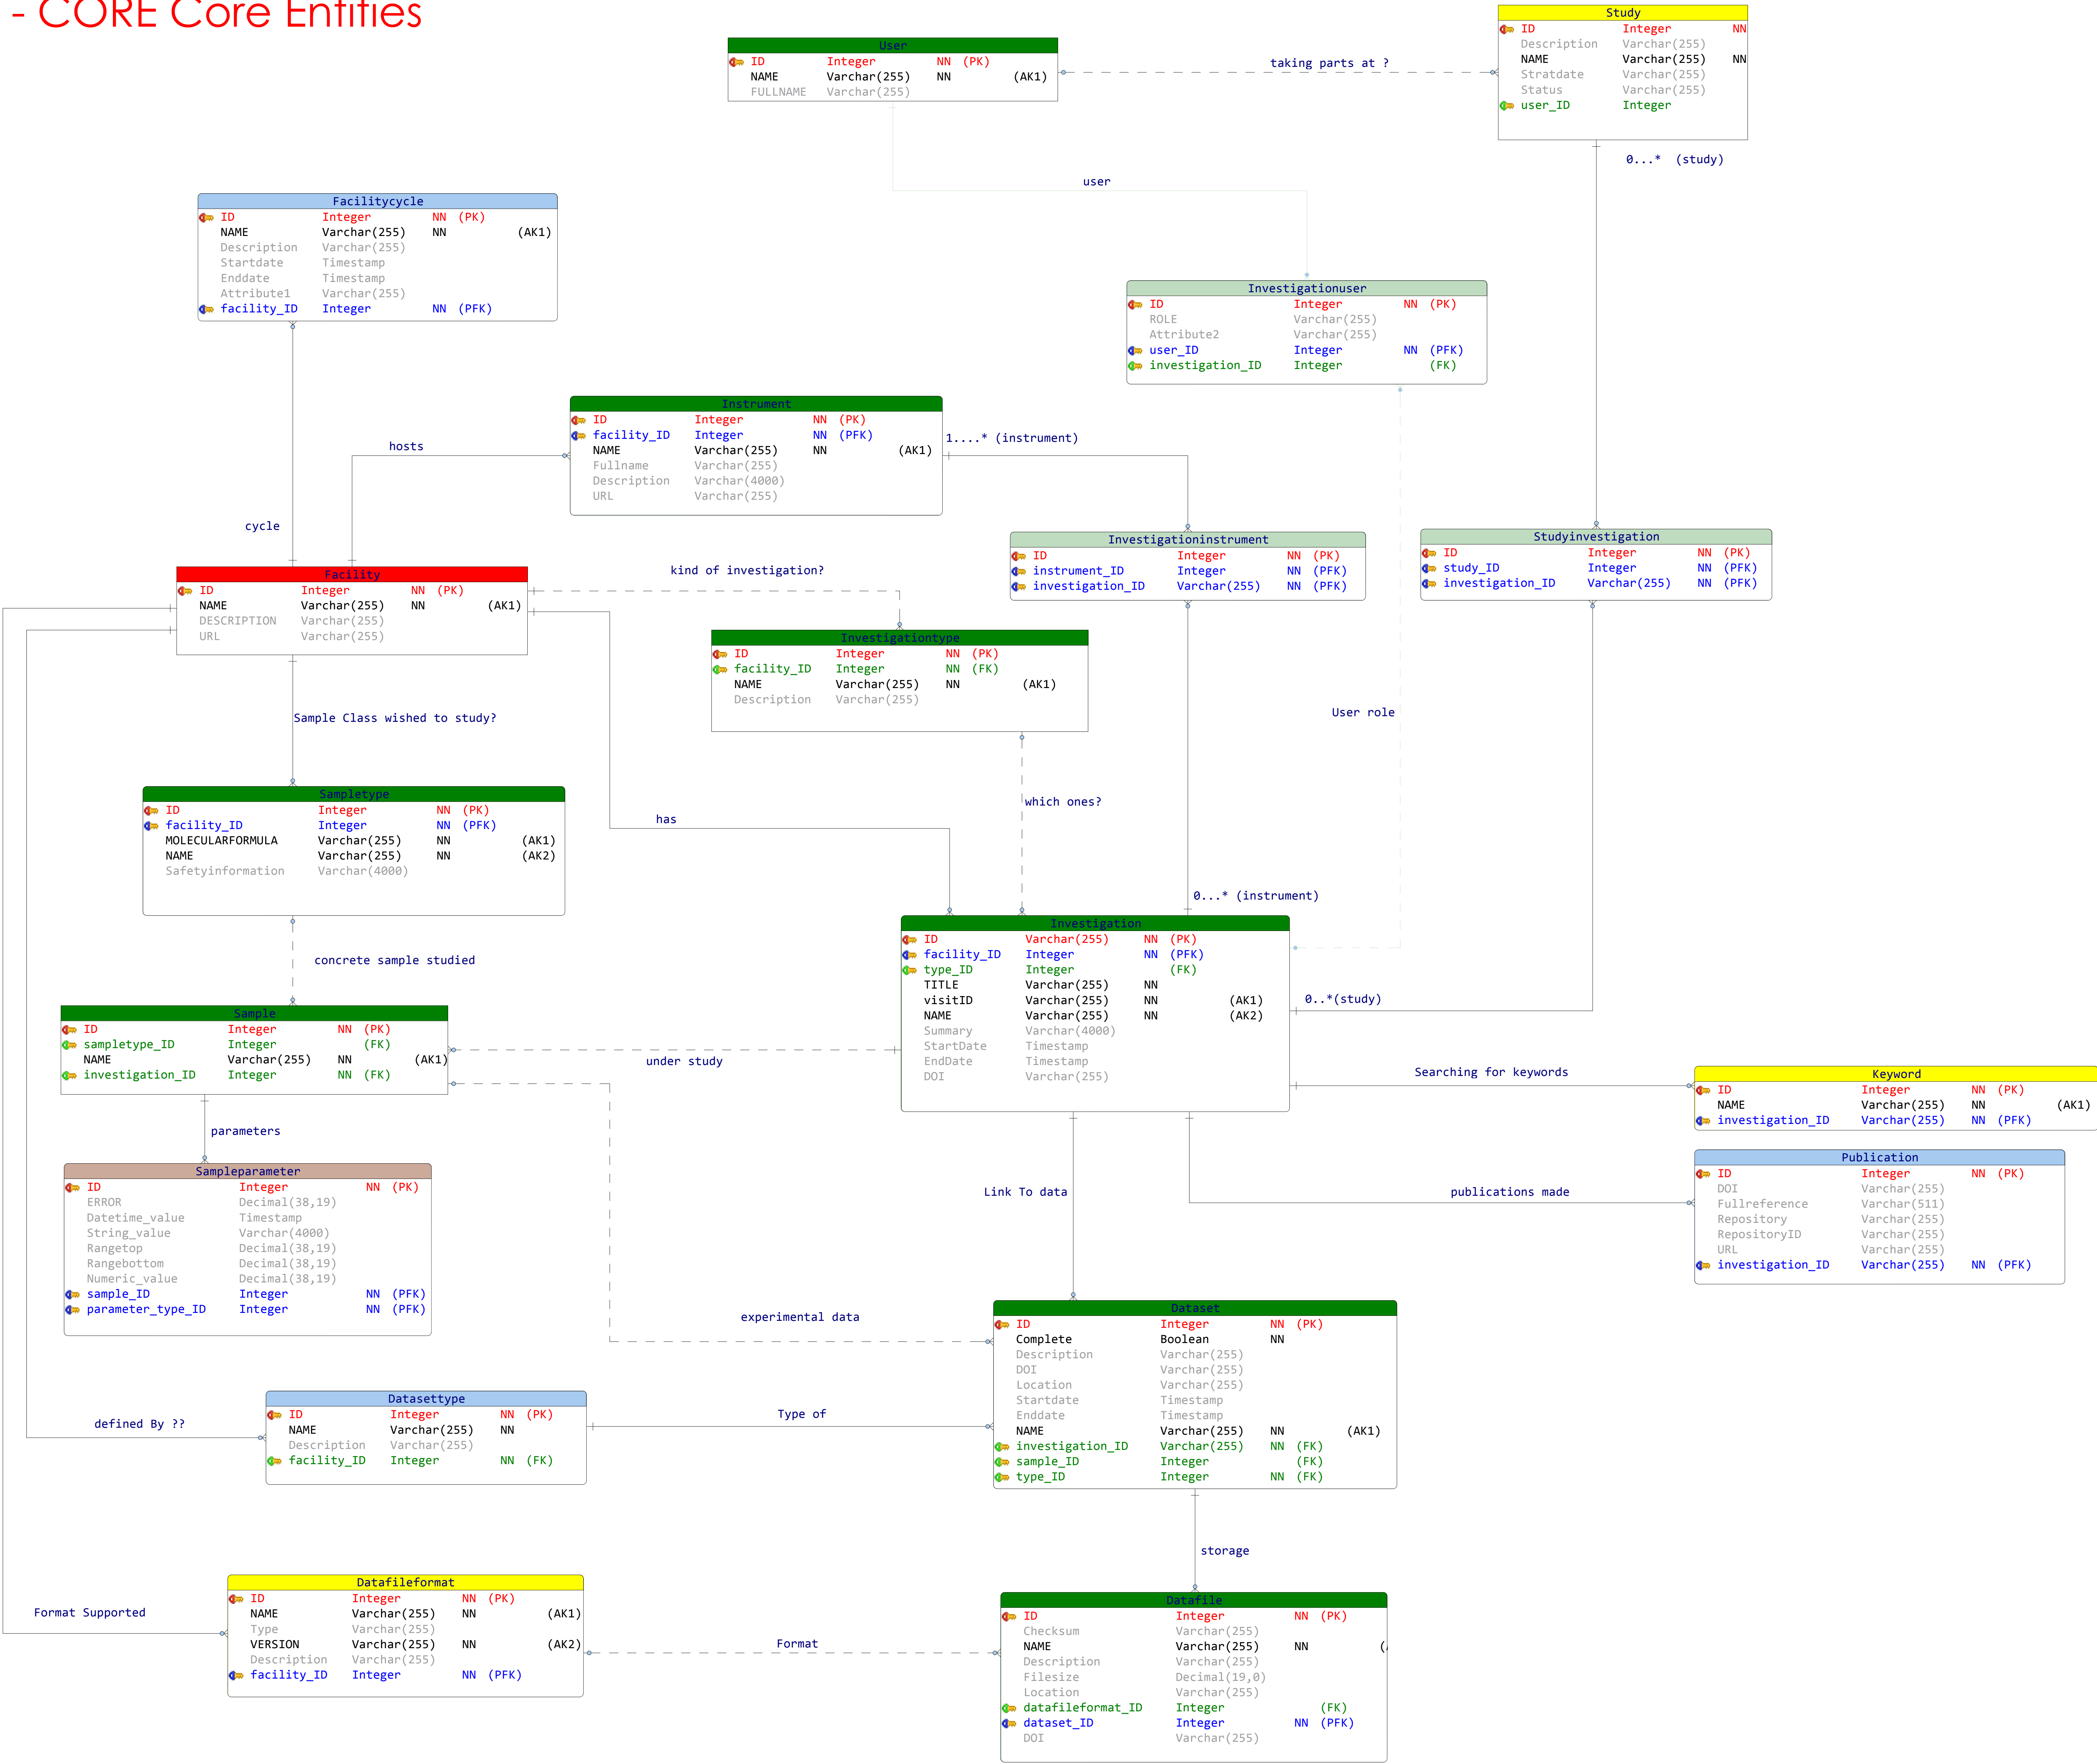 - CORE Core Entities
Study
ID Integer NN
Description Varchar(255)
NAME Varchar(255) NN
Stratdate Varchar(255)
Status Varchar(255)
user_ID Integer
User
ID Integer NN (PK)
NAME Varchar(255) NN (AK1)
FULLNAME Varchar(255)
taking parts at ?
0...* (study)
user
Facilitycycle
ID Integer NN (PK)
NAME Varchar(255) NN (AK1)
Description Varchar(255)
Startdate Timestamp
Enddate Timestamp
Attribute1 Varchar(255)
facility_ID Integer NN (PFK)
Investigationuser
ID Integer NN (PK)
ROLE Varchar(255)
Attribute2 Varchar(255)
user_ID Integer NN (PFK)
investigation_ID Integer (FK)
Instrument
ID Integer NN (PK)
facility_ID Integer NN (PFK)
NAME Varchar(255) NN (AK1)
Fullname Varchar(255)
Description Varchar(4000)
URL Varchar(255)
hosts
1....* (instrument)
cycle
Investigationinstrument
ID Integer NN (PK)
instrument_ID Integer NN (PFK)
investigation_ID Varchar(255) NN (PFK)
Studyinvestigation
ID Integer NN (PK)
study_ID Integer NN (PFK)
investigation_ID Varchar(255) NN (PFK)
Facility
ID Integer NN (PK)
NAME Varchar(255) NN (AK1)
DESCRIPTION Varchar(255)
URL Varchar(255)
kind of investigation?
Investigationtype
ID Integer NN (PK)
facility_ID Integer NN (FK)
NAME Varchar(255) NN (AK1)
Description Varchar(255)
Sample Class wished to study?
User role
Sampletype
ID Integer NN (PK)
facility_ID Integer NN (PFK)
MOLECULARFORMULA Varchar(255) NN (AK1)
NAME Varchar(255) NN (AK2)
Safetyinformation Varchar(4000)
which ones?
has
0...* (instrument)
Investigation
ID Varchar(255) NN (PK)
facility_ID Integer NN (PFK)
type_ID Integer (FK)
TITLE Varchar(255) NN
visitID Varchar(255) NN (AK1)
NAME Varchar(255) NN (AK2)
Summary Varchar(4000)
StartDate Timestamp
EndDate Timestamp
DOI Varchar(255)
concrete sample studied
0..*(study)
Sample
ID Integer NN (PK)
sampletype_ID Integer (FK)
NAME Varchar(255) NN (AK1)
investigation_ID Integer NN (FK)
under study
Searching for keywords
Keyword
ID Integer NN (PK)
NAME Varchar(255) NN (AK1)
investigation_ID Varchar(255) NN (PFK)
parameters
Publication
ID Integer NN (PK)
DOI Varchar(255)
Fullreference Varchar(511)
Repository Varchar(255)
RepositoryID Varchar(255)
URL Varchar(255)
investigation_ID Varchar(255) NN (PFK)
Sampleparameter
ID Integer NN (PK)
ERROR Decimal(38,19)
Datetime_value Timestamp
String_value Varchar(4000)
Rangetop Decimal(38,19)
Rangebottom Decimal(38,19)
Numeric_value Decimal(38,19)
sample_ID Integer NN (PFK)
parameter_type_ID Integer NN (PFK)
Link To data
publications made
experimental data
Dataset
ID Integer NN (PK)
Complete Boolean NN
Description Varchar(255)
DOI Varchar(255)
Location Varchar(255)
Startdate Timestamp
Enddate Timestamp
NAME Varchar(255) NN (AK1)
investigation_ID Varchar(255) NN (FK)
sample_ID Integer (FK)
type_ID Integer NN (FK)
Datasettype
ID Integer NN (PK)
NAME Varchar(255) NN
Description Varchar(255)
facility_ID Integer NN (FK)
defined By ??
Type of
storage
Datafileformat
ID Integer NN (PK)
NAME Varchar(255) NN (AK1)
Type Varchar(255)
VERSION Varchar(255) NN (AK2)
Description Varchar(255)
facility_ID Integer NN (PFK)
Format Supported
Format
Datafile
ID Integer NN (PK)
Checksum Varchar(255)
NAME Varchar(255) NN
Description Varchar(255)
Filesize Decimal(19,0)
Location Varchar(255)
datafileformat_ID Integer (FK)
dataset_ID Integer NN (PFK)
DOI Varchar(255)